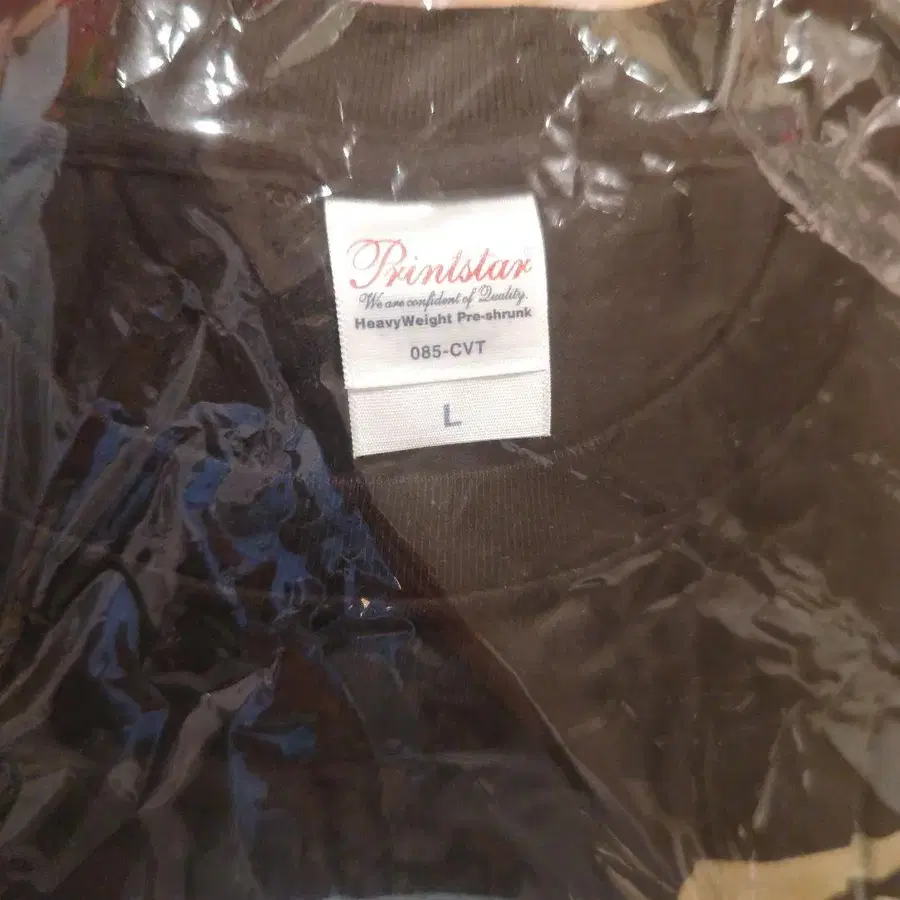 Printstar
We are confident of Quality.
HeavyWeight Pre-shrunk
085-CVT
L